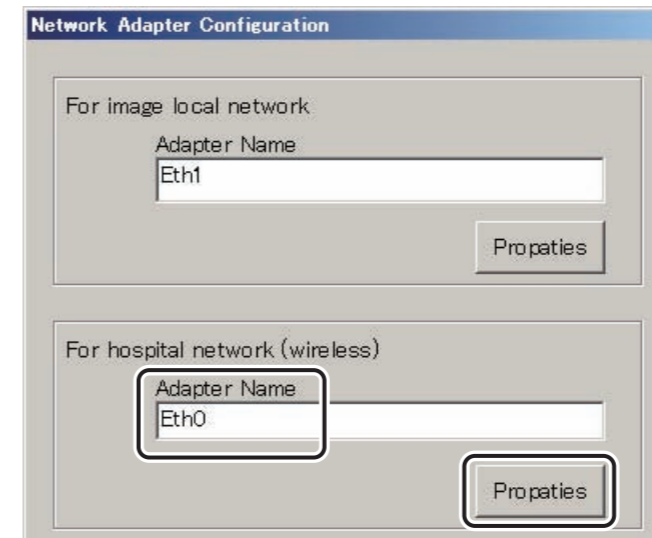 Network Adapter Configuration
For image local network
Adapter Name
Eth1
Propaties
For hospital network (wireless)
Adapter Name
Eth0
Propaties